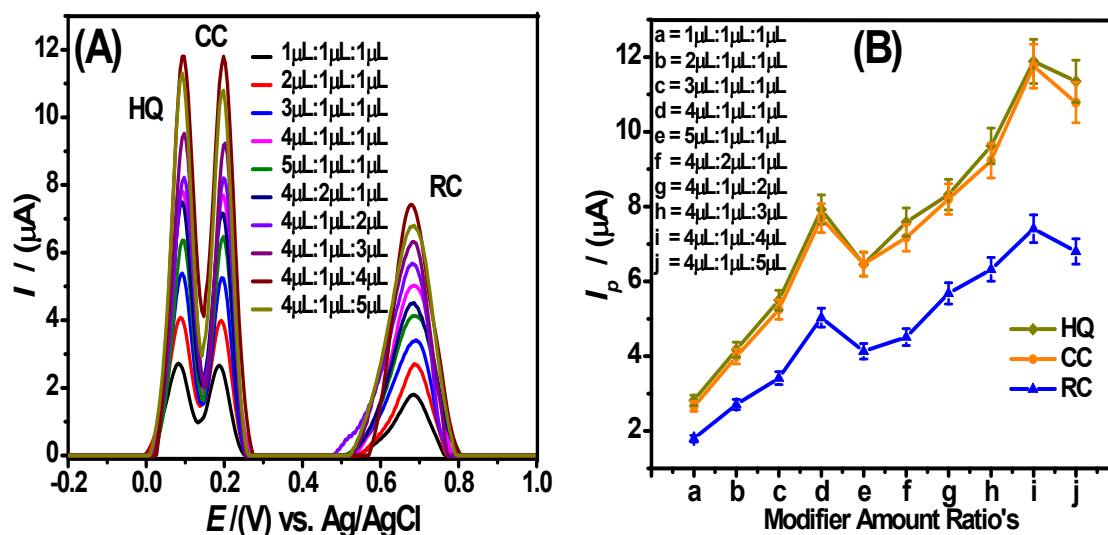 (A)
CC
HQ
RC
1µL:1µL:1µL
2µL:1µL:1µL
3µL:1µL:1µL
4µL:1µL:1µL
5µL:1µL:1µL
4µL:2µL:1µL
4µL:1µL:2µL
4µL:1µL:3µL
4µL:1µL:4µL
4µL:1µL:5µL
I / (µA)
12
10
8
6
4
2
0
-0.2 0.0 0.2 0.4 0.6 0.8 1.0
E /(V) vs. Ag/AgCl
(B)
a = 1µL:1µL:1µL
b = 2µL:1µL:1µL
c = 3µL:1µL:1µL
d = 4µL:1µL:1µL
e = 5µL:1µL:1µL
f = 4µL:2µL:1µL
g = 4µL:1µL:2µL
h = 4µL:1µL:3µL
i = 4µL:1µL:4µL
j = 4µL:1µL:5µL
HQ
CC
RC
Ip / (µA)
12
10
8
6
4
2
a b c d e f g h i j
Modifier Amount Ratio's